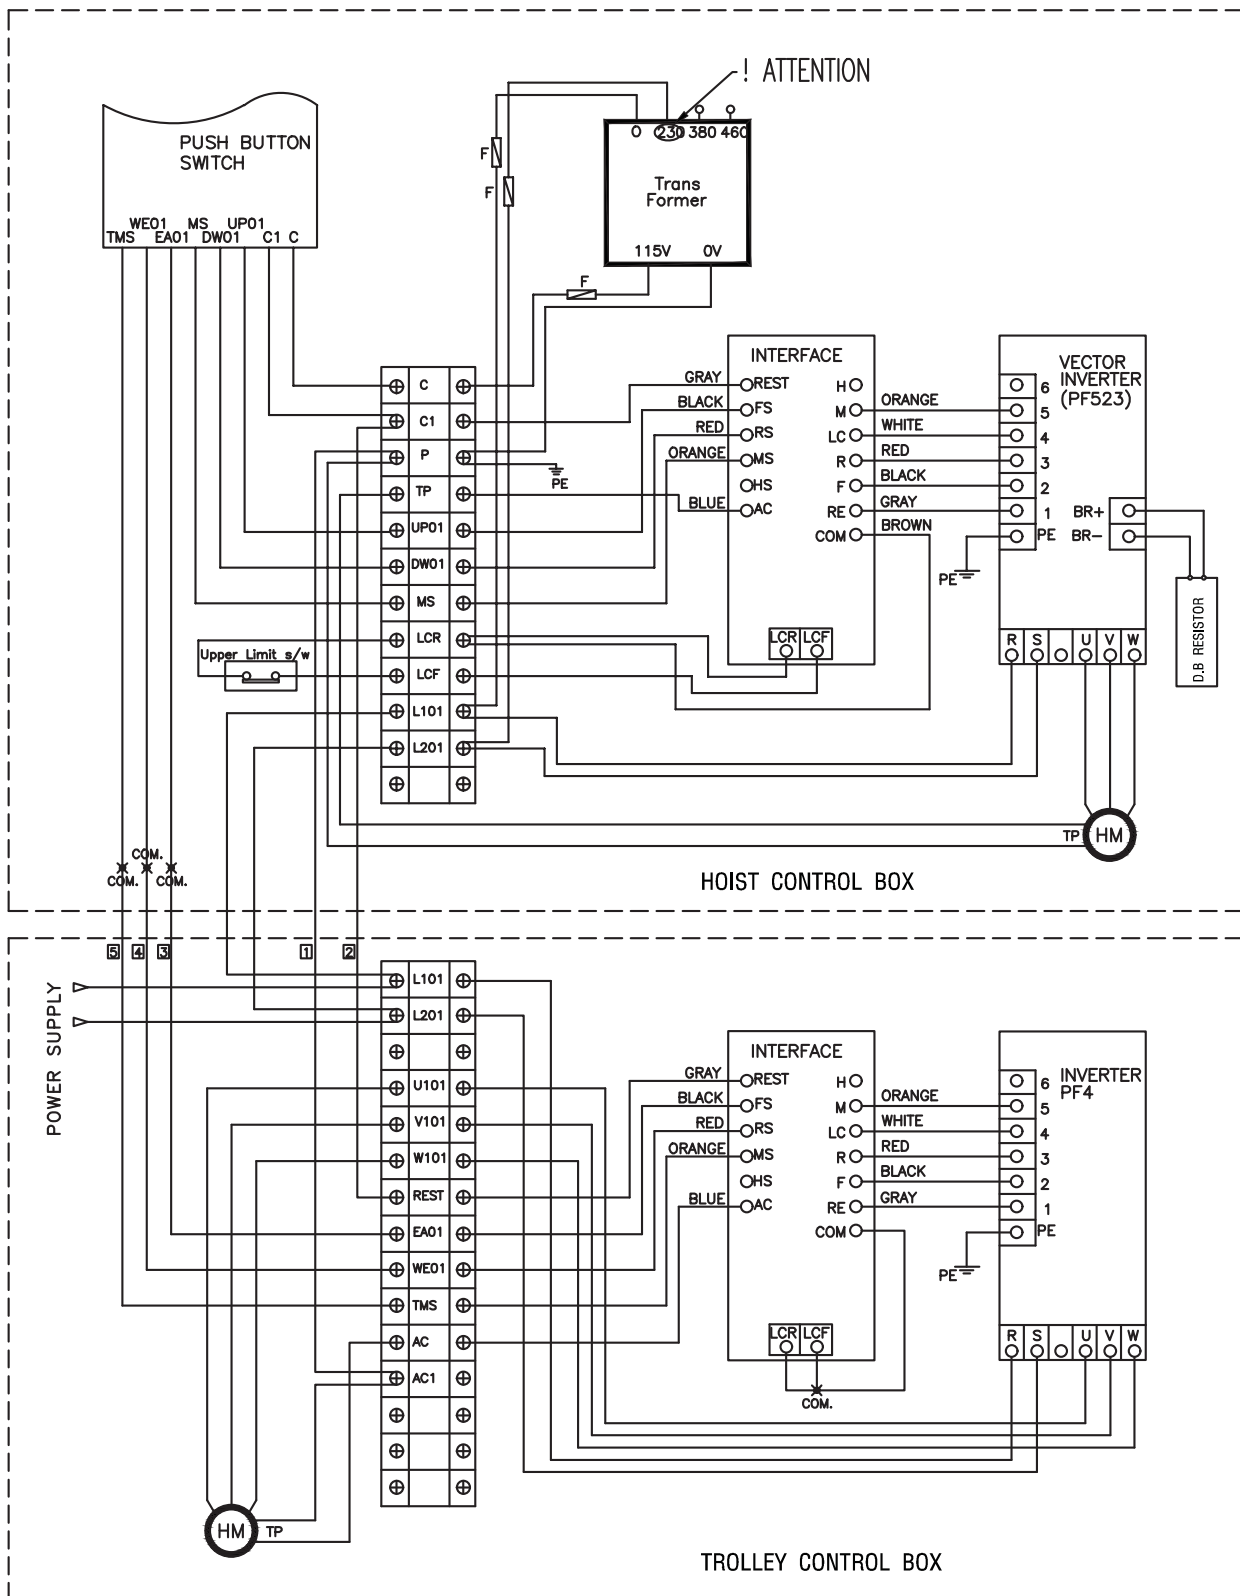 ! ATTENTION
PUSH BUTTON
SWITCH
WE01 MS UP01
TMS EA01 DW01 C1 C
0 230 380 460
Trans
Former
115V 0V
F
F
F
C
C1
P
TP
UP01
DW01
MS
LCR
LCF
L101
L201
PE
Upper Limit s/w
GRAY
BLACK
RED
ORANGE
BLUE
INTERFACE
REST
FS
RS
MS
HS
AC
H
M
LC
R
F
RE
COM
LCR LCF
ORANGE
WHITE
RED
BLACK
GRAY
BROWN
VECTOR
INVERTER
(PF523)
6
5
4
3
2
1
PE
BR+
BR-
PE
R S U V W
D.B RESISTOR
TP HM
COM.
COM. COM.
HOIST CONTROL BOX
5 4 3 1 2
POWER SUPPLY
L101
L201
U101
V101
W101
REST
EA01
WE01
TMS
AC
AC1
GRAY
BLACK
RED
ORANGE
BLUE
INTERFACE
REST
FS
RS
MS
HS
AC
H
M
LC
R
F
RE
COM
LCR LCF
COM.
ORANGE
WHITE
RED
BLACK
GRAY
INVERTER
PF4
6
5
4
3
2
1
PE
PE
R S U V W
HM TP
TROLLEY CONTROL BOX